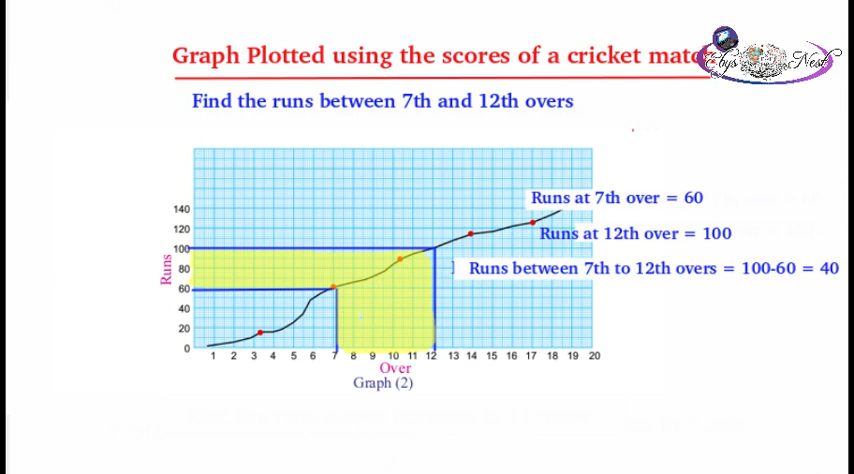 Graph Plotted using the scores of a cricket matc
Ebys Nest
Find the runs between 7th and 12th overs
Runs at 7th over = 60
Runs at 12th over = 100
Runs between 7th to 12th overs = 100-60 = 40
140
120
100
80
60
40
20
0
Runs
1 2 3 4 5 6 7 8 9 10 11 12 13 14 15 16 17 18 19 20
Over
Graph (2)